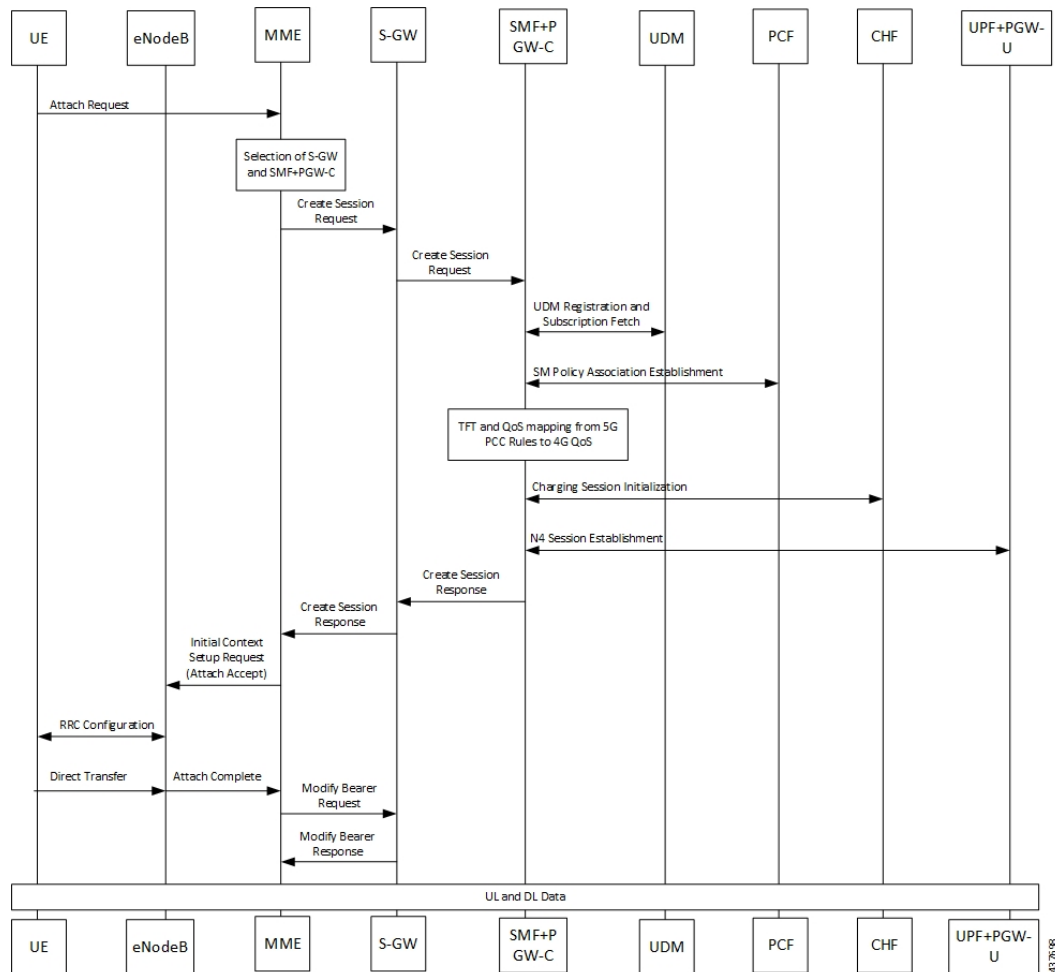 UE
eNodeB
MME
S-GW
SMF+P
GW-C
UDM
PCF
CHF
UPF+PGW-
U
Attach Request
Selection of S-GW
and SMF+PGW-C
Create Session
Request
Create Session
Request
UDM Registration and
Subscription Fetch
SM Policy Association Establishment
TFT and QoS mapping from 5G
PCC Rules to 4G QoS
Charging Session Initialization
N4 Session Establishment
Create Session
Response
Create Session
Response
Initial Context
Setup Request
(Attach Accept)
RRC Configuration
Direct Transfer
Attach Complete
Modify Bearer
Request
Modify Bearer
Response
UL and DL Data
UE
eNodeB
MME
S-GW
SMF+P
GW-C
UDM
PCF
CHF
UPF+PGW-
U
437698